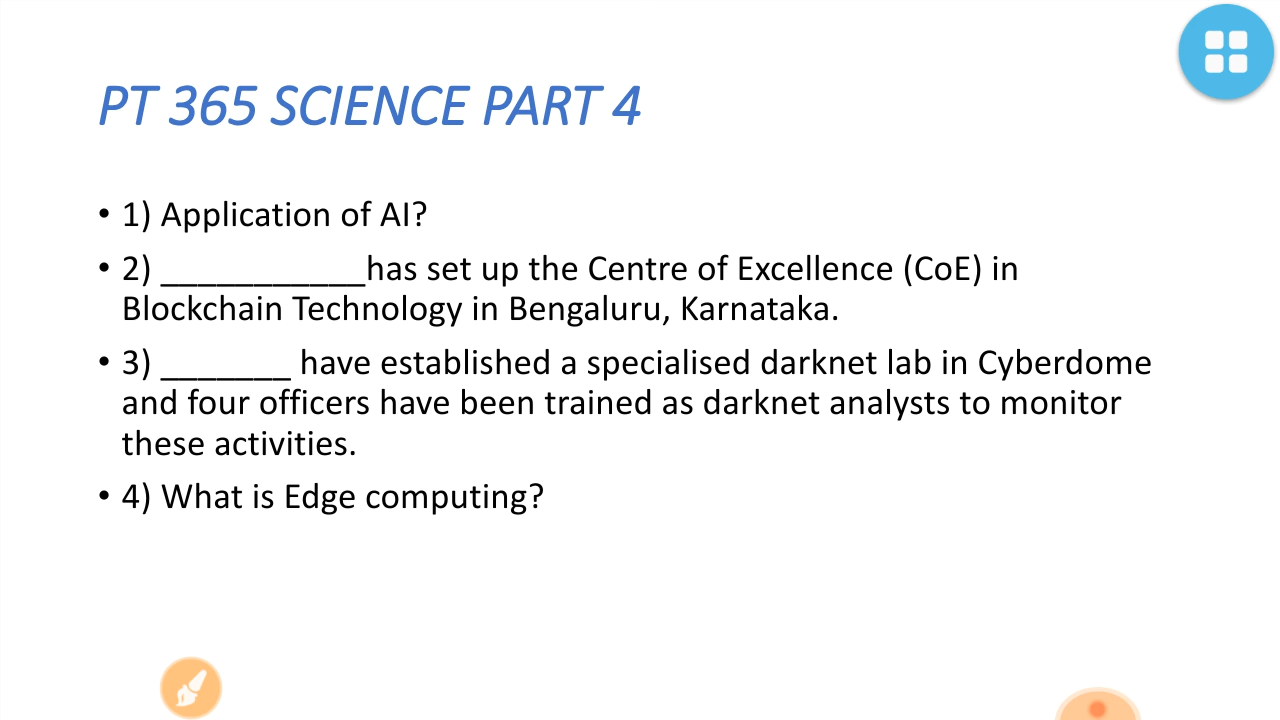 PT 365 SCIENCE PART 4
• 1) Application of AI?
• 2) ___________has set up the Centre of Excellence (CoE) in
Blockchain Technology in Bengaluru, Karnataka.
• 3) _______ have established a specialised darknet lab in Cyberdome
and four officers have been trained as darknet analysts to monitor
these activities.
• 4) What is Edge computing?